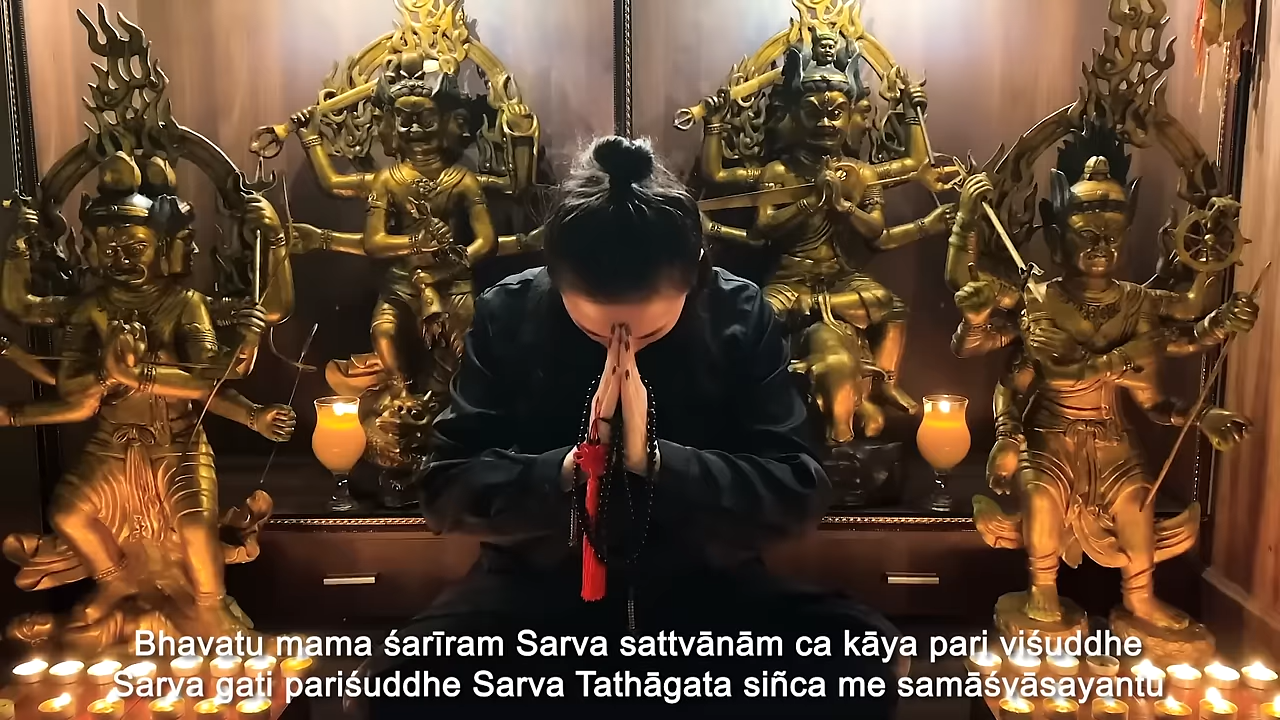 Bhavatu mama śarīram Sarva sattvānām ca kāya pari viśuddhe
Sarva gati pariśuddhe Sarva Tathāgata siñca me samāśvāsayantu